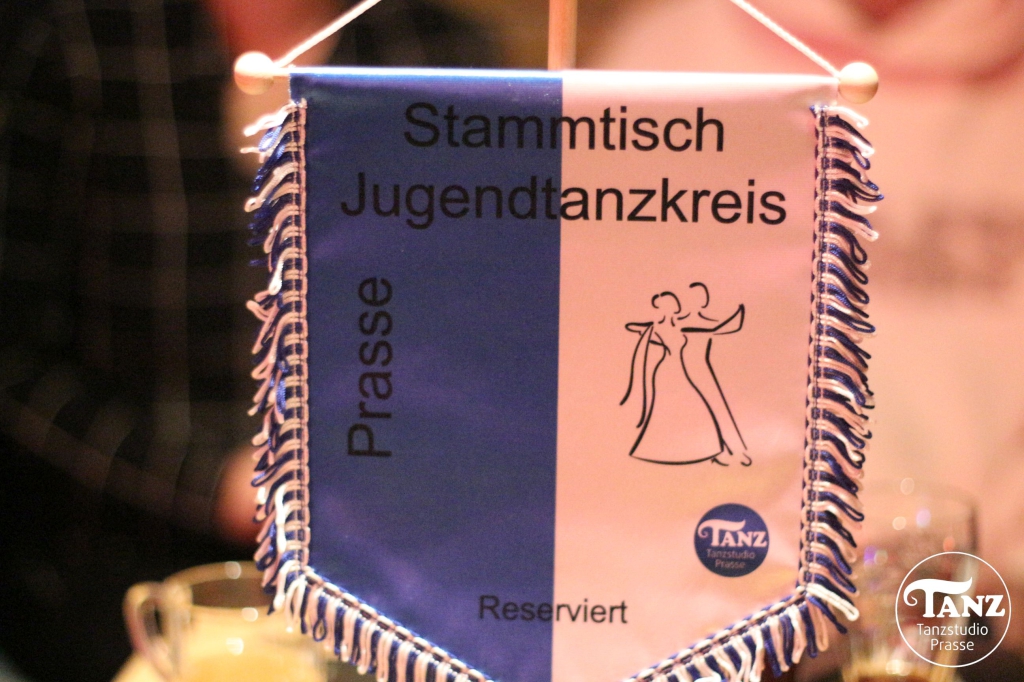 Stammtisch
Jugendtanzkreis
Prasse
TANZ
Tanzstudio
Prasse
Reserviert
TANZ
Tanzstudio
Prasse